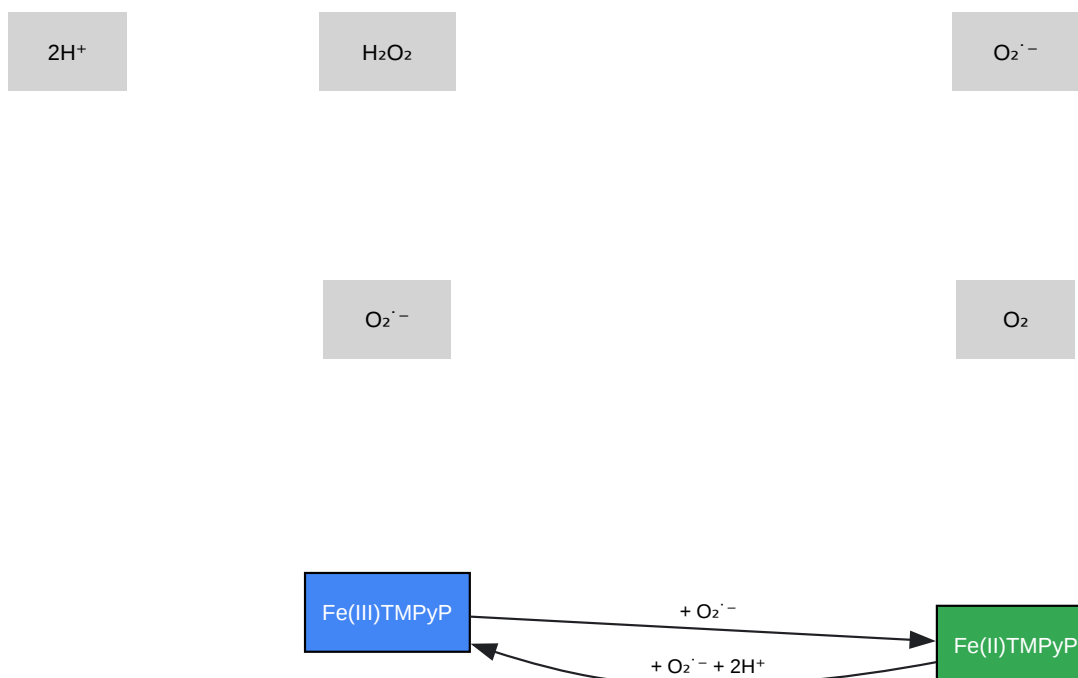 2H⁺
H₂O₂
O₂˙⁻
O₂˙⁻
O₂
Fe(III)TMPyP
+ O₂˙⁻
Fe(II)TMPyP
+ O₂˙⁻ + 2H⁺